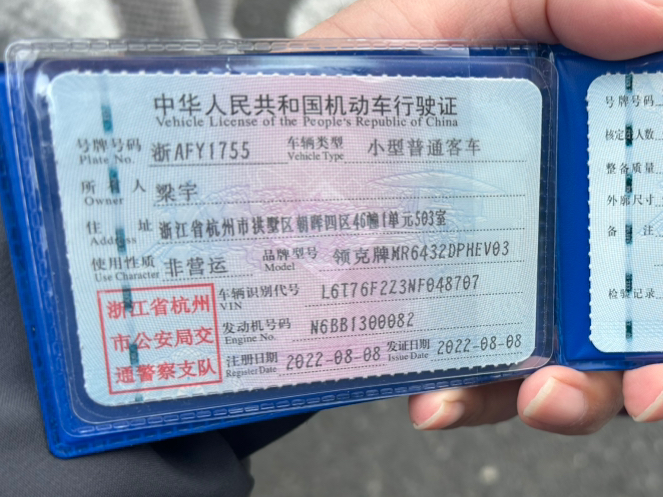 中华人民共和国机动车行驶证
Vehicle License of the People's Republic of China
号牌号码 Plate No. 浙AFY1755 车辆类型 Vehicle Type 小型普通客车
所有人 Owner 梁宇
住址 Address 浙江省杭州市拱墅区朝晖四区46幢1单元503室
使用性质 Use Character 非营运 品牌型号 Model 领克牌MR6432DPHEV03
浙江省杭州
市公安局交
通警察支队
车辆识别代号 VIN L6T76F2Z3NF048707
发动机号码 Engine No. N6BB1300082
注册日期 Register Date 2022-08-08 发证日期 Issue Date 2022-08-08
号牌号码
核定人数
整备质量
外廓尺寸
备注
检验记录